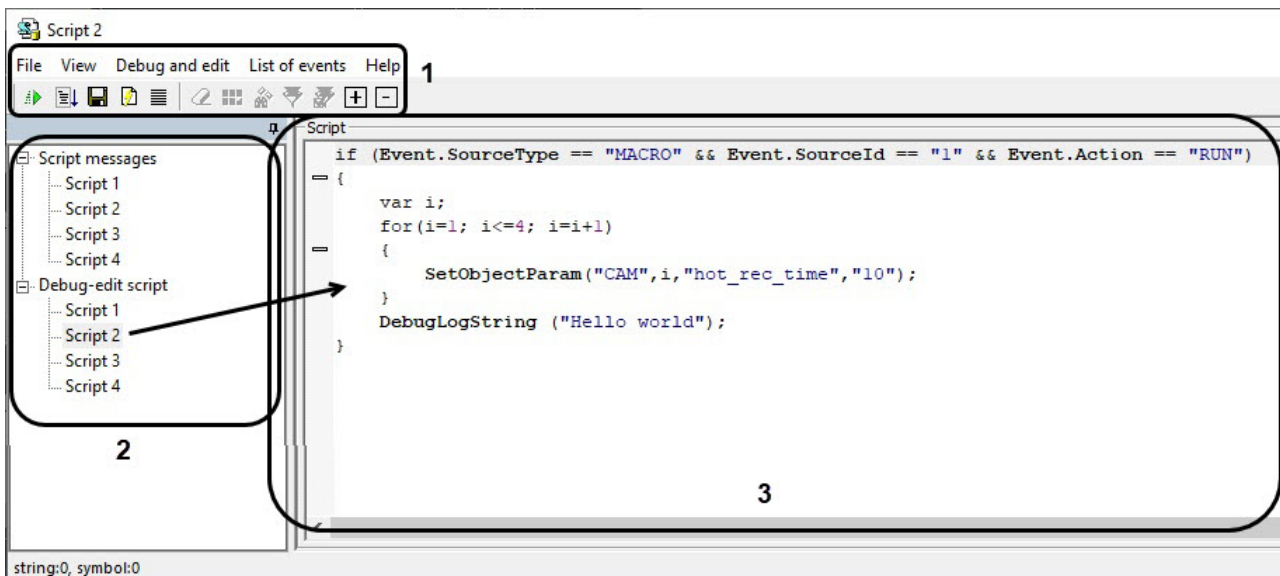 Script 2
File View Debug and edit List of events Help
1
Script
Script messages
Script 1
Script 2
Script 3
Script 4
Debug-edit script
Script 1
Script 2
Script 3
Script 4
2
if (Event.SourceType == "MACRO" && Event.SourceId == "1" && Event.Action == "RUN")
{
var i;
for(i=1; i<=4; i=i+1)
{
SetObjectParam("CAM",i,"hot_rec_time","10");
}
DebugLogString ("Hello world");
}
3
string:0, symbol:0